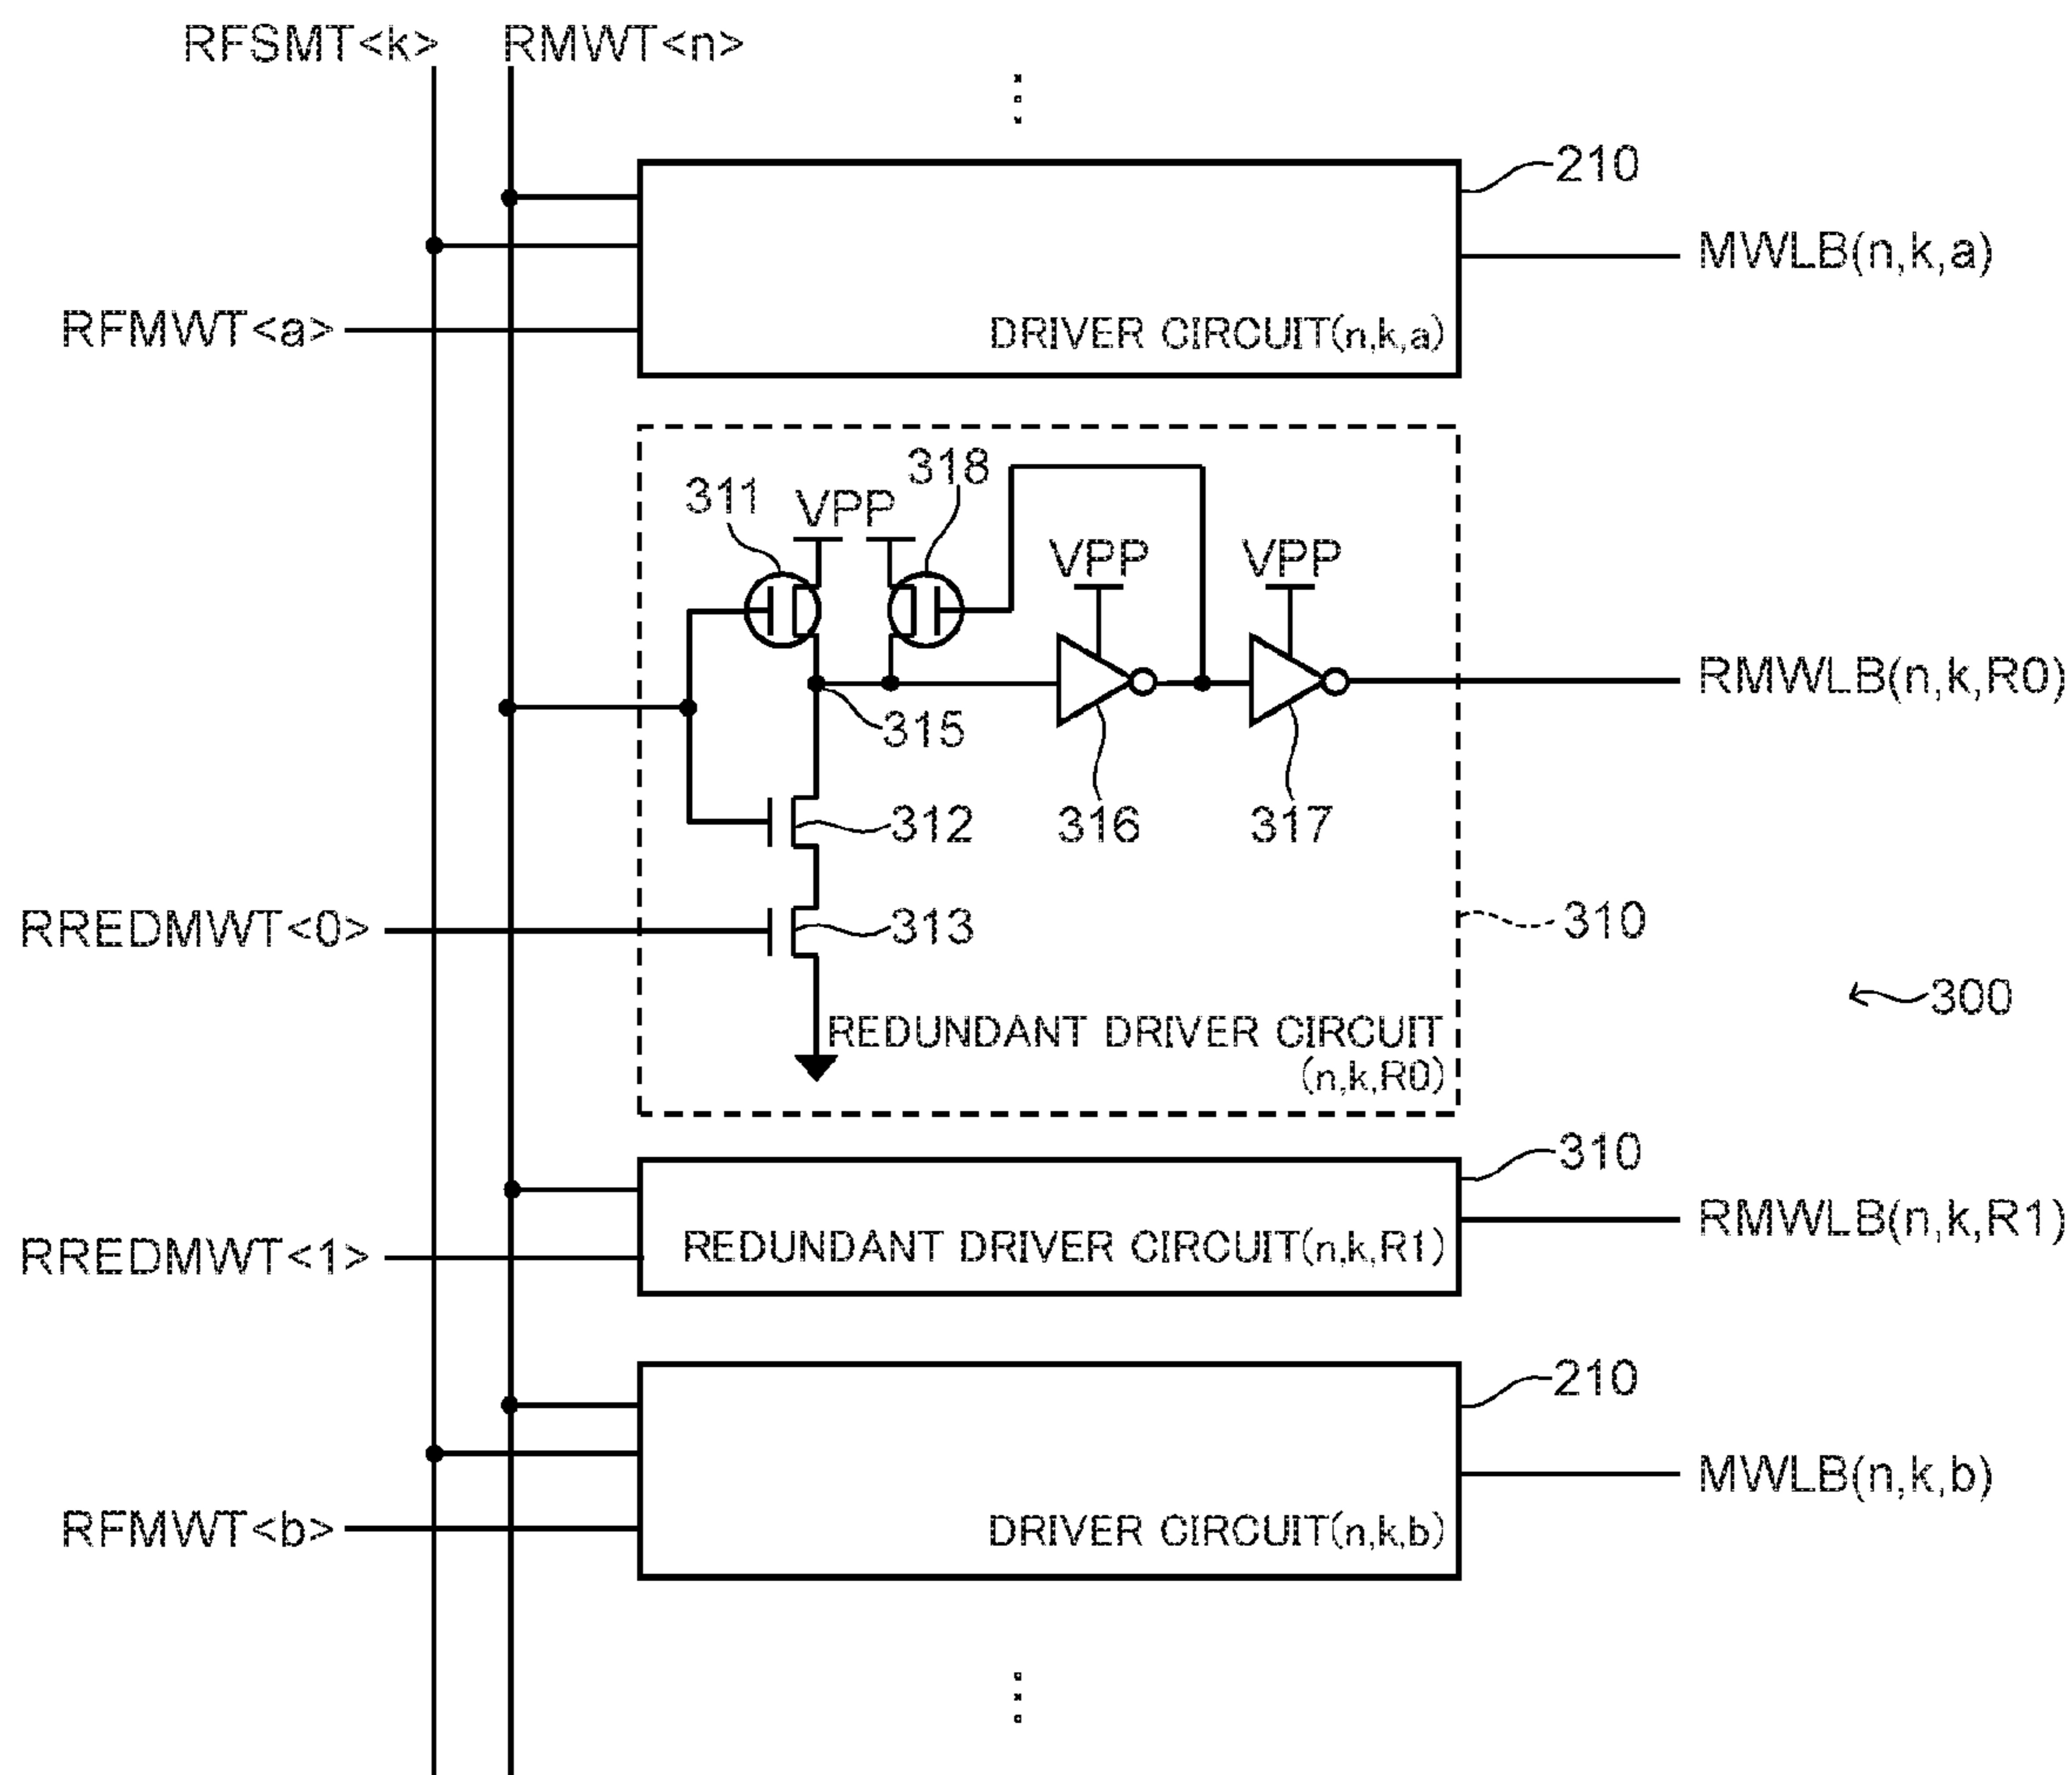 RFSMT<k>
RMWT<n>
210
MWLB(n,k,a)
RFMWT<a>
DRIVER CIRCUIT(n,k,a)
318
311
VPP
VPP
VPP
RMWLB(n,k,R0)
315
312
316
317
RREDMWT<0>
313
310
300
REDUNDANT DRIVER CIRCUIT
(n,k,R0)
310
RMWLB(n,k,R1)
RREDMWT<1>
REDUNDANT DRIVER CIRCUIT(n,k,R1)
210
MWLB(n,k,b)
RFMWT<b>
DRIVER CIRCUIT(n,k,b)